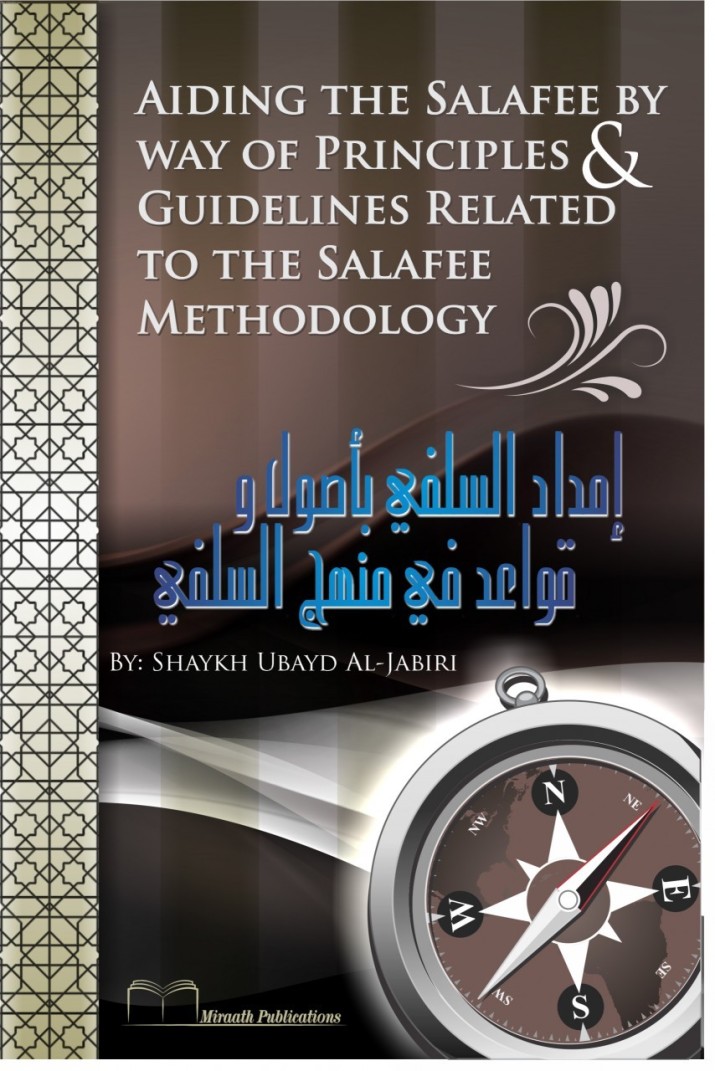 AIDING THE SALAFEE BY
WAY OF PRINCIPLES &
GUIDELINES RELATED
TO THE SALAFEE
METHODOLOGY
إمداد السلفي بأصول و
قواعد في منهج السلفي
BY: SHAYKH UBAYD AL-JABIRI
N
NE
E
SE
S
SW
W
NW
Miraath Publications